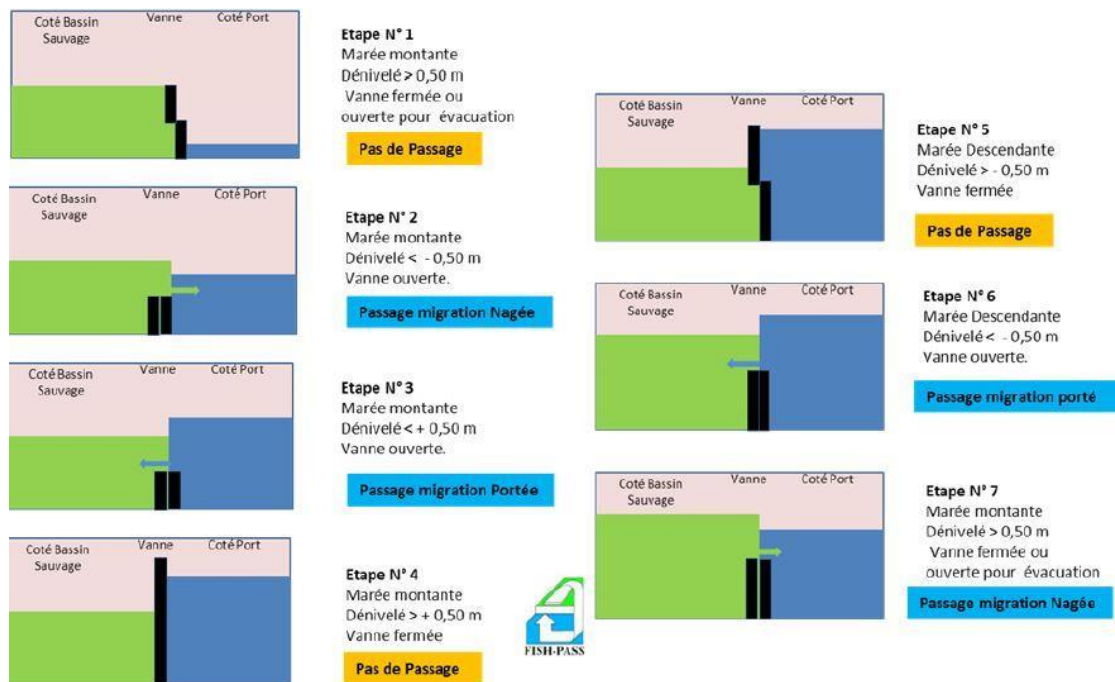 Coté Bassin Vanne Coté Port
Sauvage
Etape N° 1
Marée montante
Dénivelé > 0,50 m
Vanne fermée ou
ouverte pour évacuation
Pas de Passage
Coté Bassin Vanne Coté Port
Sauvage
Etape N° 2
Marée montante
Dénivelé < - 0,50 m
Vanne ouverte.
Passage migration Nagée
Coté Bassin Vanne Coté Port
Sauvage
Etape N° 3
Marée montante
Dénivelé < + 0,50 m
Vanne ouverte.
Passage migration Portée
Coté Bassin Vanne Coté Port
Sauvage
Etape N° 4
Marée montante
Dénivelé > + 0,50 m
Vanne fermée
Pas de Passage
Coté Bassin Vanne Coté Port
Sauvage
Etape N° 5
Marée Descendante
Dénivelé > - 0,50 m
Vanne fermée
Pas de Passage
Coté Bassin Vanne Coté Port
Sauvage
Etape N° 6
Marée Descendante
Dénivelé < - 0,50 m
Vanne ouverte.
Passage migration porté
Coté Bassin Vanne Coté Port
Sauvage
Etape N° 7
Marée montante
Dénivelé > 0,50 m
Vanne fermée ou
ouverte pour évacuation
Passage migration Nagée
FISH-PASS